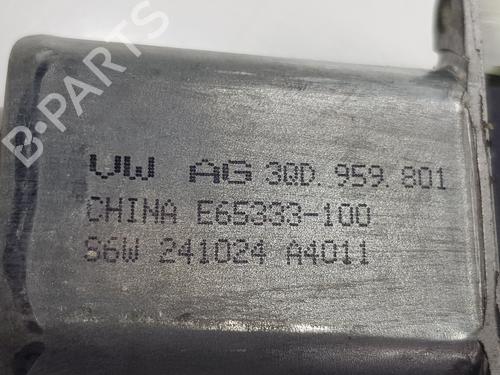 B-PARTS
VW AG 3QD.959.801
CHINA E65333-100
S6W 241024 A4011